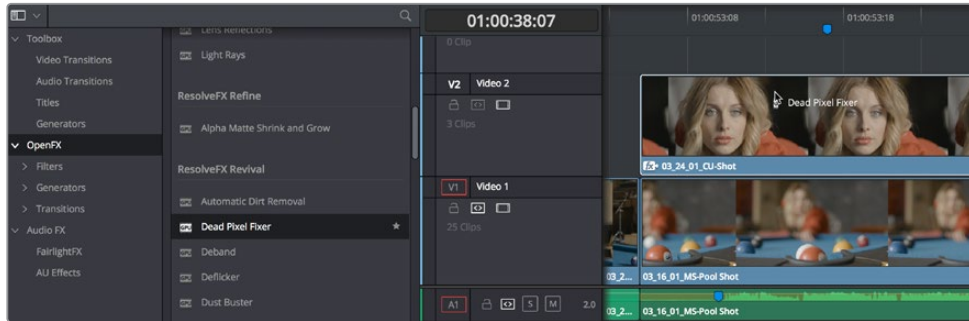 Toolbox
Video Transitions
Audio Transitions
Titles
Generators
OpenFX
Filters
Generators
Transitions
Audio FX
FairlightFX
AU Effects
Lens Reflections
Light Rays
ResolveFX Refine
Alpha Matte Shrink and Grow
ResolveFX Revival
Automatic Dirt Removal
GPU Dead Pixel Fixer
Deband
Deflicker
Dust Buster
01:00:38:07
0 Clip
V2 Video 2
3 Clips
V1 Video 1
25 Clips
A1 S M 2.0
01:00:53:08 01:00:53:18
Dead Pixel Fixer
fx 03_24_01_CU-Shot
03_2... 03_16_01_MS-Pool Shot
03_2... 03_16_01_MS-Pool Shot